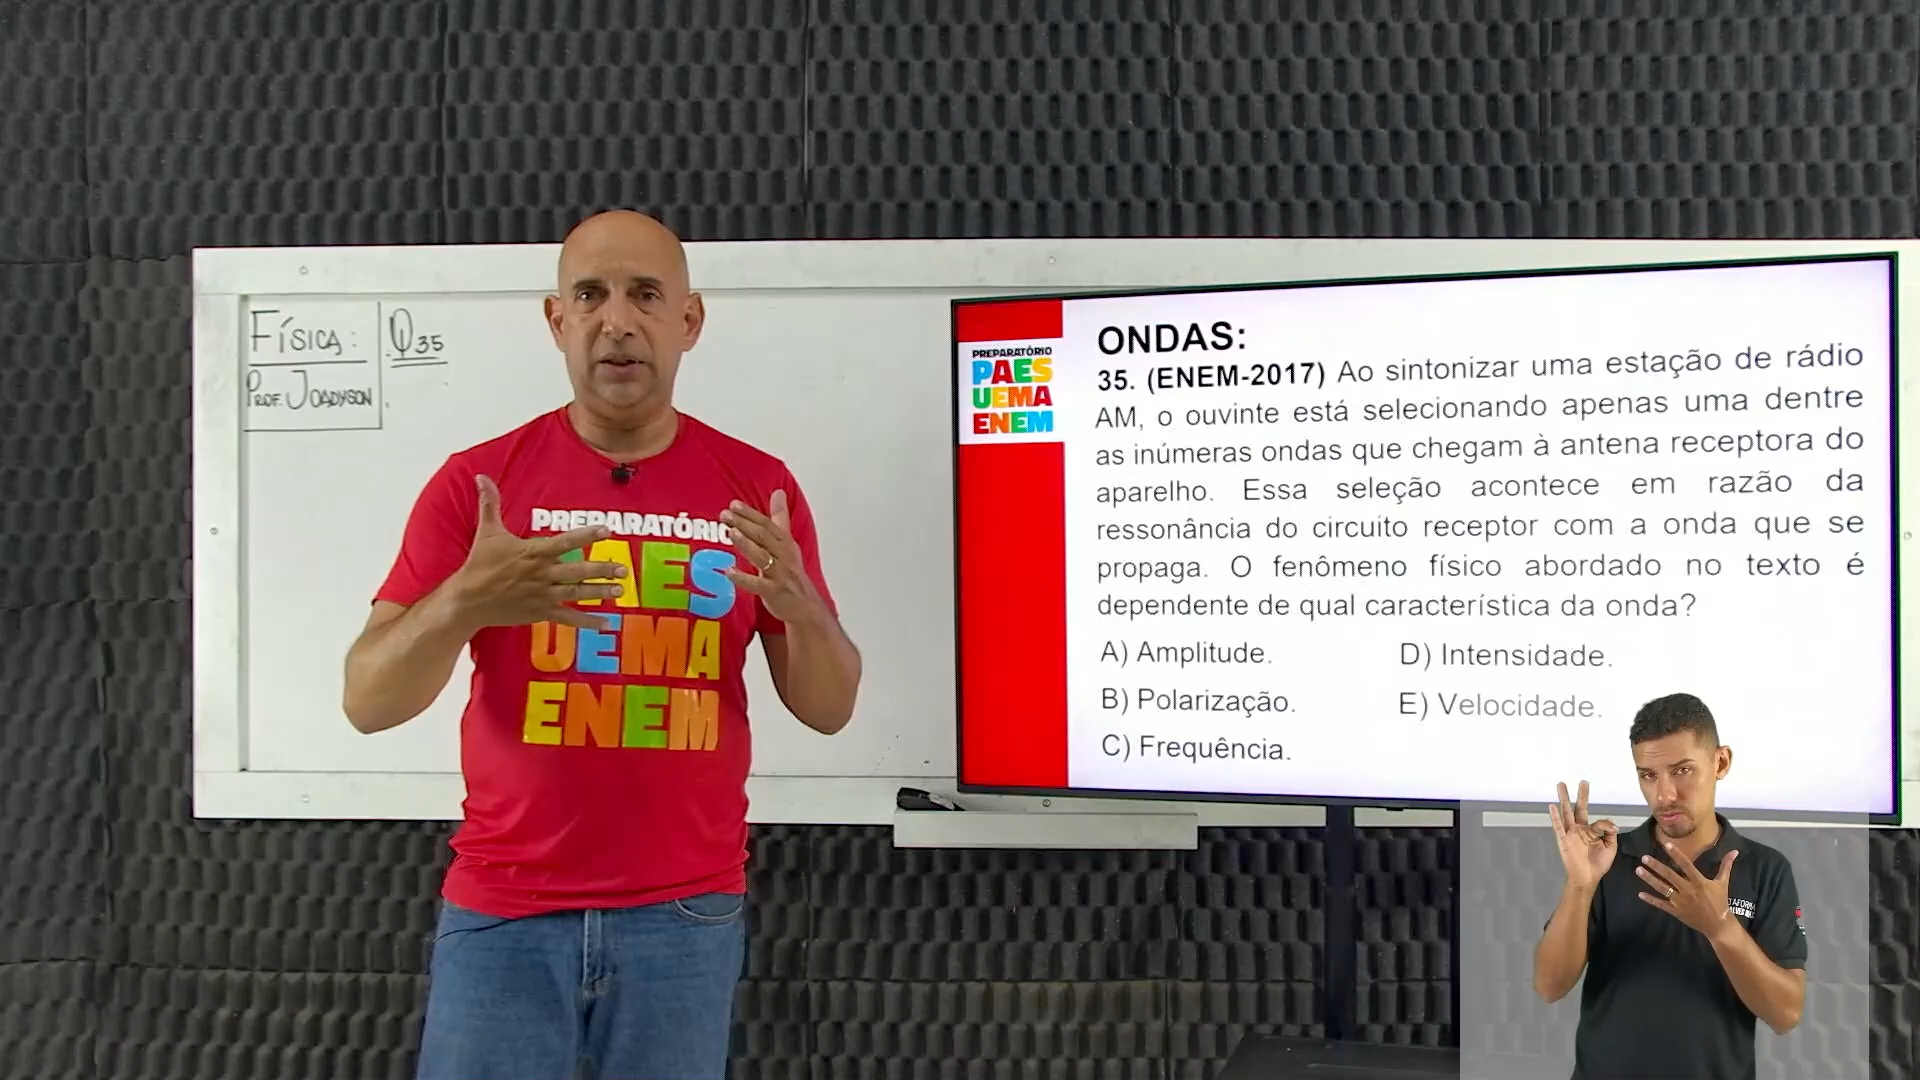 FÍSICA:
Q35
PROF. JOADYSON
PREPARATÓRIO
PAES
UEMA
ENEM
PREPARATÓRIO
PAES
UEMA
ENEM
ONDAS:
35. (ENEM-2017) Ao sintonizar uma estação de rádio
AM, o ouvinte está selecionando apenas uma dentre
as inúmeras ondas que chegam à antena receptora do
aparelho. Essa seleção acontece em razão da
ressonância do circuito receptor com a onda que se
propaga. O fenômeno físico abordado no texto é
dependente de qual característica da onda?
A) Amplitude.
B) Polarização.
C) Frequência.
D) Intensidade.
E) Velocidade.